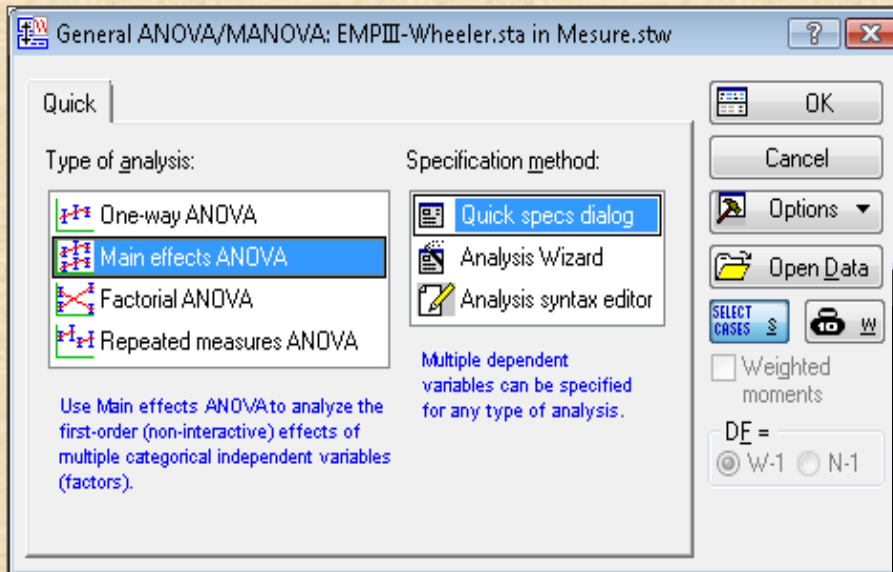 General ANOVA/MANOVA: EMPIII-Wheeler.sta in Mesure.stw
?
Quick
Type of analysis:
One-way ANOVA
Main effects ANOVA
Factorial ANOVA
Repeated measures ANOVA
Use Main effects ANOVA to analyze the
first-order (non-interactive) effects of
multiple categorical independent variables
(factors).
Specification method:
Quick specs dialog
Analysis Wizard
Analysis syntax editor
Multiple dependent
variables can be specified
for any type of analysis.
OK
Cancel
Options
Open Data
SELECT
CASES S
W
Weighted
moments
DF =
W-1 N-1